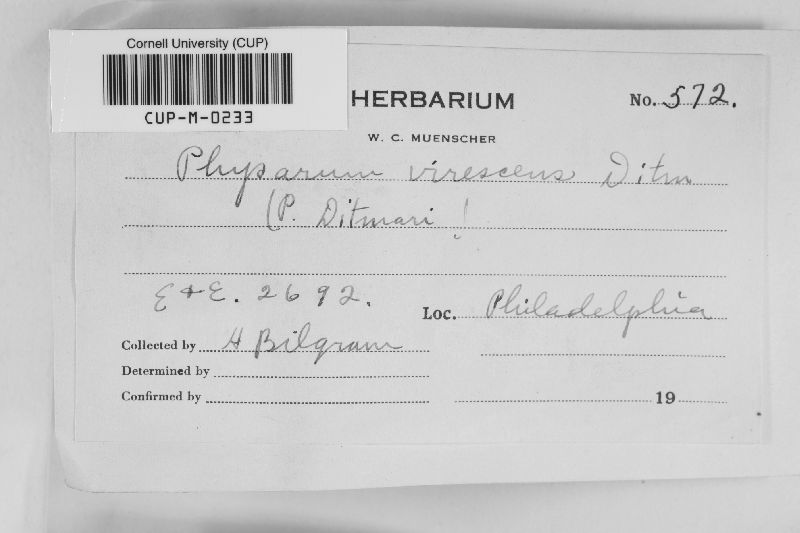 Cornell University (CUP)
CUP-M-0233
HERBARIUM
No. 572.
W. C. MUENSCHER
Physarum virescens Ditm
(P. Ditmari !
E & E. 2692.
Loc. Philadelphia
Collected by H Bilgram
Determined by
Confirmed by
19